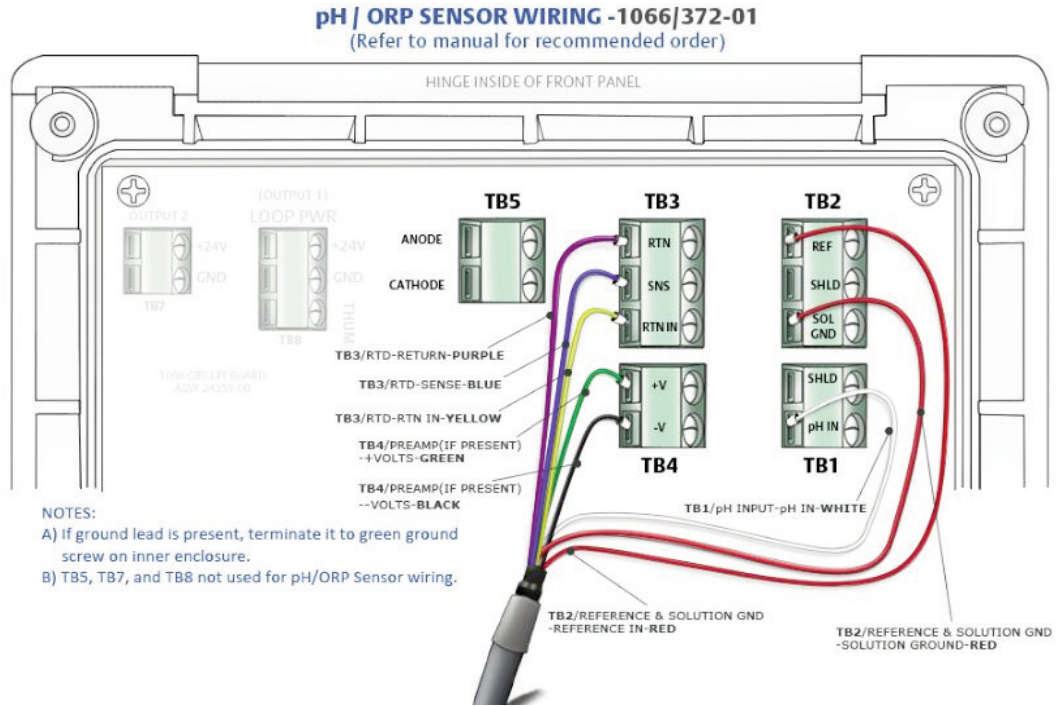 pH / ORP SENSOR WIRING -1066/372-01
(Refer to manual for recommended order)
HINGE INSIDE OF FRONT PANEL
OUTPUT 2
+24V
GND
TB7
(OUTPUT 1)
LOOP PWR
+24V
GND
THUM
TB8
TB5
ANODE
CATHODE
TB3
RTN
SNS
RTN IN
TB2
REF
SHLD
SOL
GND
+V
-V
TB4
SHLD
pH IN
TB1
TB3/RTD-RETURN-PURPLE
TB3/RTD-SENSE-BLUE
TB3/RTD-RTN IN-YELLOW
TB4/PREAMP(IF PRESENT)
-+VOLTS-GREEN
TB4/PREAMP(IF PRESENT)
--VOLTS-BLACK
TB1/pH INPUT-pH IN-WHITE
CIRCUIT BOARD
NOTES:
A) If ground lead is present, terminate it to green ground
screw on inner enclosure.
B) TB5, TB7, and TB8 not used for pH/ORP Sensor wiring.
TB2/REFERENCE & SOLUTION GND
-REFERENCE IN-RED
TB2/REFERENCE & SOLUTION GND
-SOLUTION GROUND-RED